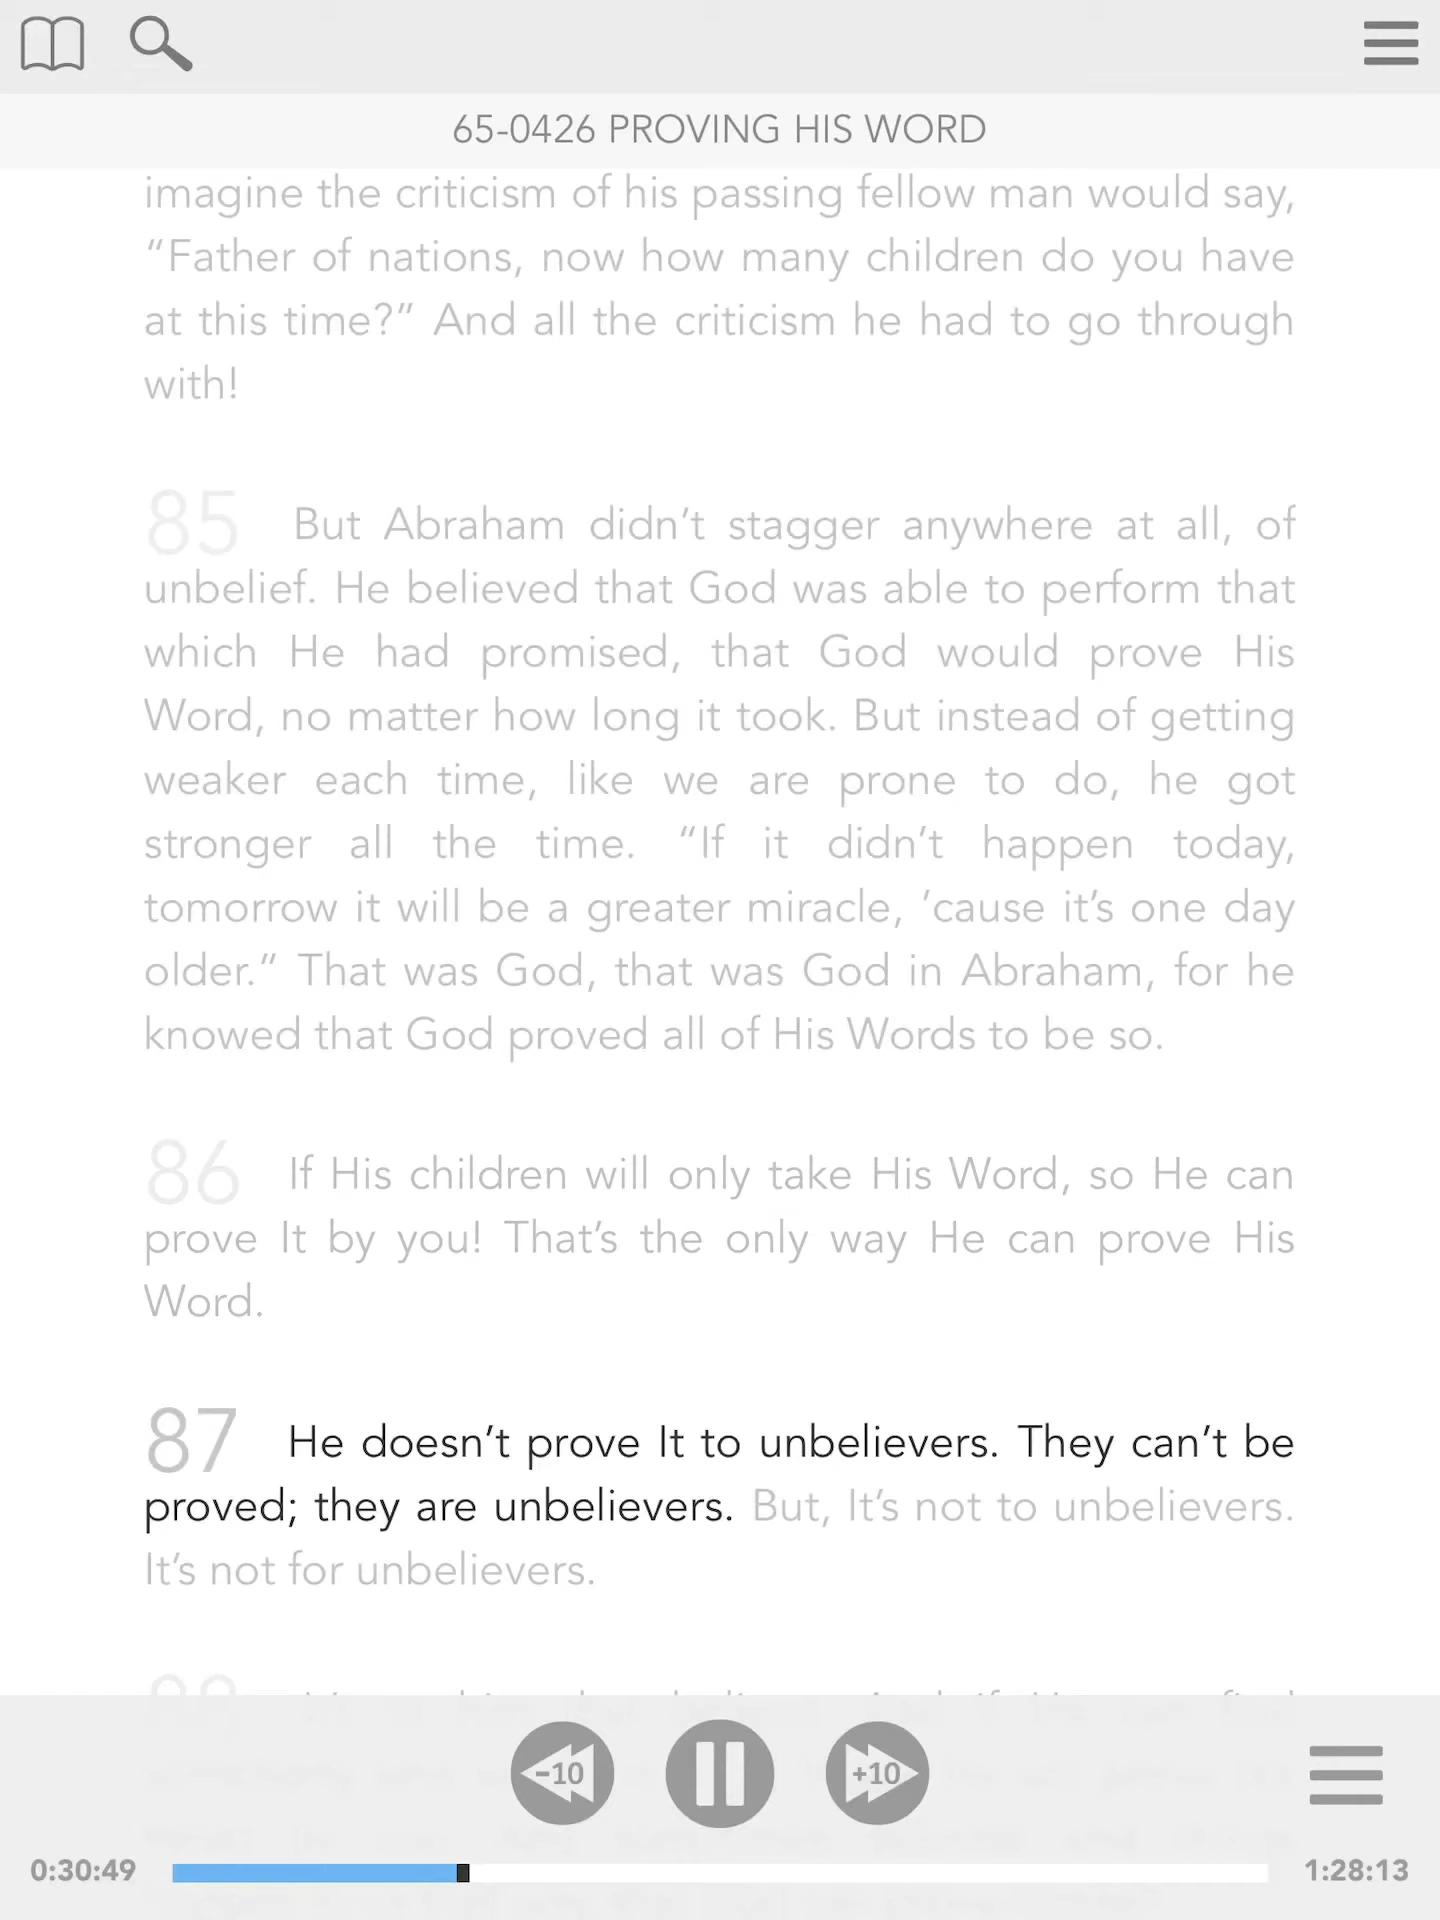 65-0426 PROVING HIS WORD
imagine the criticism of his passing fellow man would say,
“Father of nations, now how many children do you have
at this time?” And all the criticism he had to go through
with!
85 But Abraham didn’t stagger anywhere at all, of
unbelief. He believed that God was able to perform that
which He had promised, that God would prove His
Word, no matter how long it took. But instead of getting
weaker each time, like we are prone to do, he got
stronger all the time. “If it didn’t happen today,
tomorrow it will be a greater miracle, ’cause it’s one day
older.” That was God, that was God in Abraham, for he
knowed that God proved all of His Words to be so.
86 If His children will only take His Word, so He can
prove It by you! That’s the only way He can prove His
Word.
87 He doesn’t prove It to unbelievers. They can’t be
proved; they are unbelievers. But, It’s not to unbelievers.
It’s not for unbelievers.
-10 +10
0:30:49 1:28:13